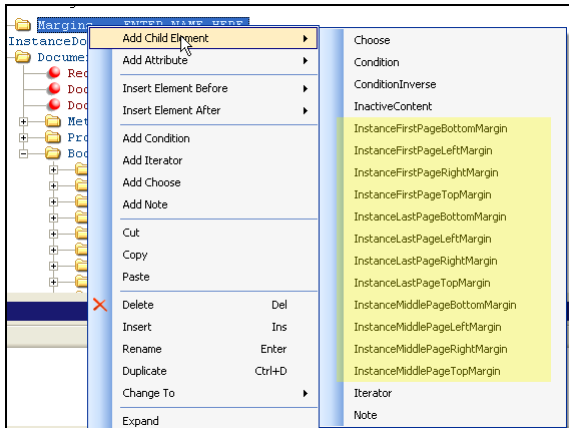 Margins ENTER NAME HERE
InstanceDo
Docume
Rec
Doc
Doc
Met
Pro
Boo
Add Child Element
Add Attribute
Insert Element Before
Insert Element After
Add Condition
Add Iterator
Add Choose
Add Note
Cut
Copy
Paste
Delete Del
Insert Ins
Rename Enter
Duplicate Ctrl+D
Change To
Expand
Choose
Condition
ConditionInverse
InactiveContent
InstanceFirstPageBottomMargin
InstanceFirstPageLeftMargin
InstanceFirstPageRightMargin
InstanceFirstPageTopMargin
InstanceLastPageBottomMargin
InstanceLastPageLeftMargin
InstanceLastPageRightMargin
InstanceLastPageTopMargin
InstanceMiddlePageBottomMargin
InstanceMiddlePageLeftMargin
InstanceMiddlePageRightMargin
InstanceMiddlePageTopMargin
Iterator
Note